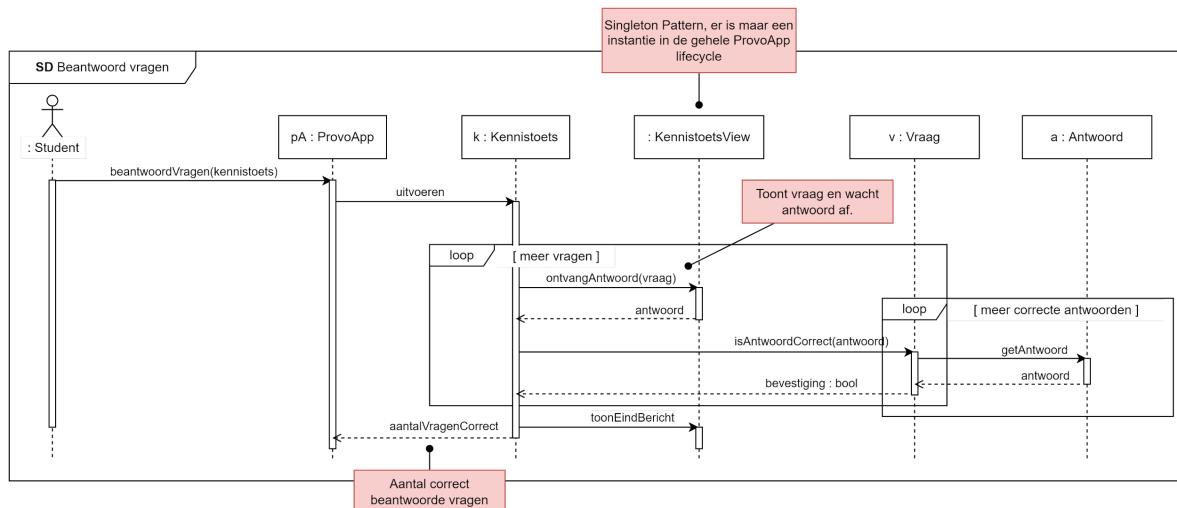 Singleton Pattern, er is maar een
instantie in de gehele ProvoApp
lifecycle
SD Beantwoord vragen
: Student
pA : ProvoApp
k : Kennistoets
: KennistoetsView
v : Vraag
a : Antwoord
beantwoordVragen(kennistoets)
uitvoeren
Toont vraag en wacht
antwoord af.
loop
[ meer vragen ]
ontvangAntwoord(vraag)
antwoord
loop
[ meer correcte antwoorden ]
isAntwoordCorrect(antwoord)
getAntwoord
antwoord
bevestiging : bool
toonEindBericht
aantalVragenCorrect
Aantal correct
beantwoorde vragen